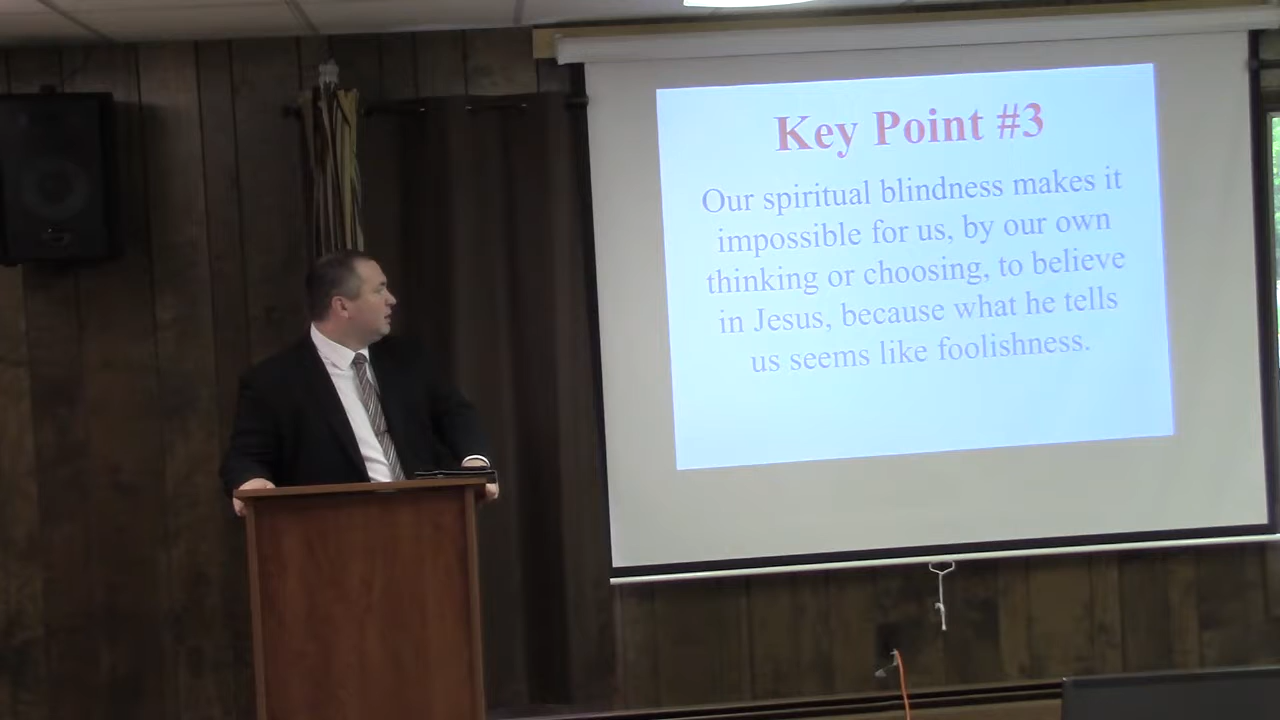 Key Point #3
Our spiritual blindness makes it
impossible for us, by our own
thinking or choosing, to believe
in Jesus, because what he tells
us seems like foolishness.